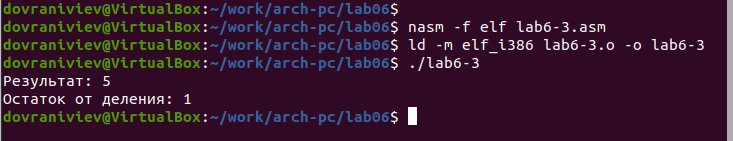 dovraniviev@VirtualBox:~/work/arch-pc/lab06$
dovraniviev@VirtualBox:~/work/arch-pc/lab06$ nasm -f elf lab6-3.asm
dovraniviev@VirtualBox:~/work/arch-pc/lab06$ ld -m elf_i386 lab6-3.o -o lab6-3
dovraniviev@VirtualBox:~/work/arch-pc/lab06$ ./lab6-3
Результат: 5
Остаток от деления: 1
dovraniviev@VirtualBox:~/work/arch-pc/lab06$